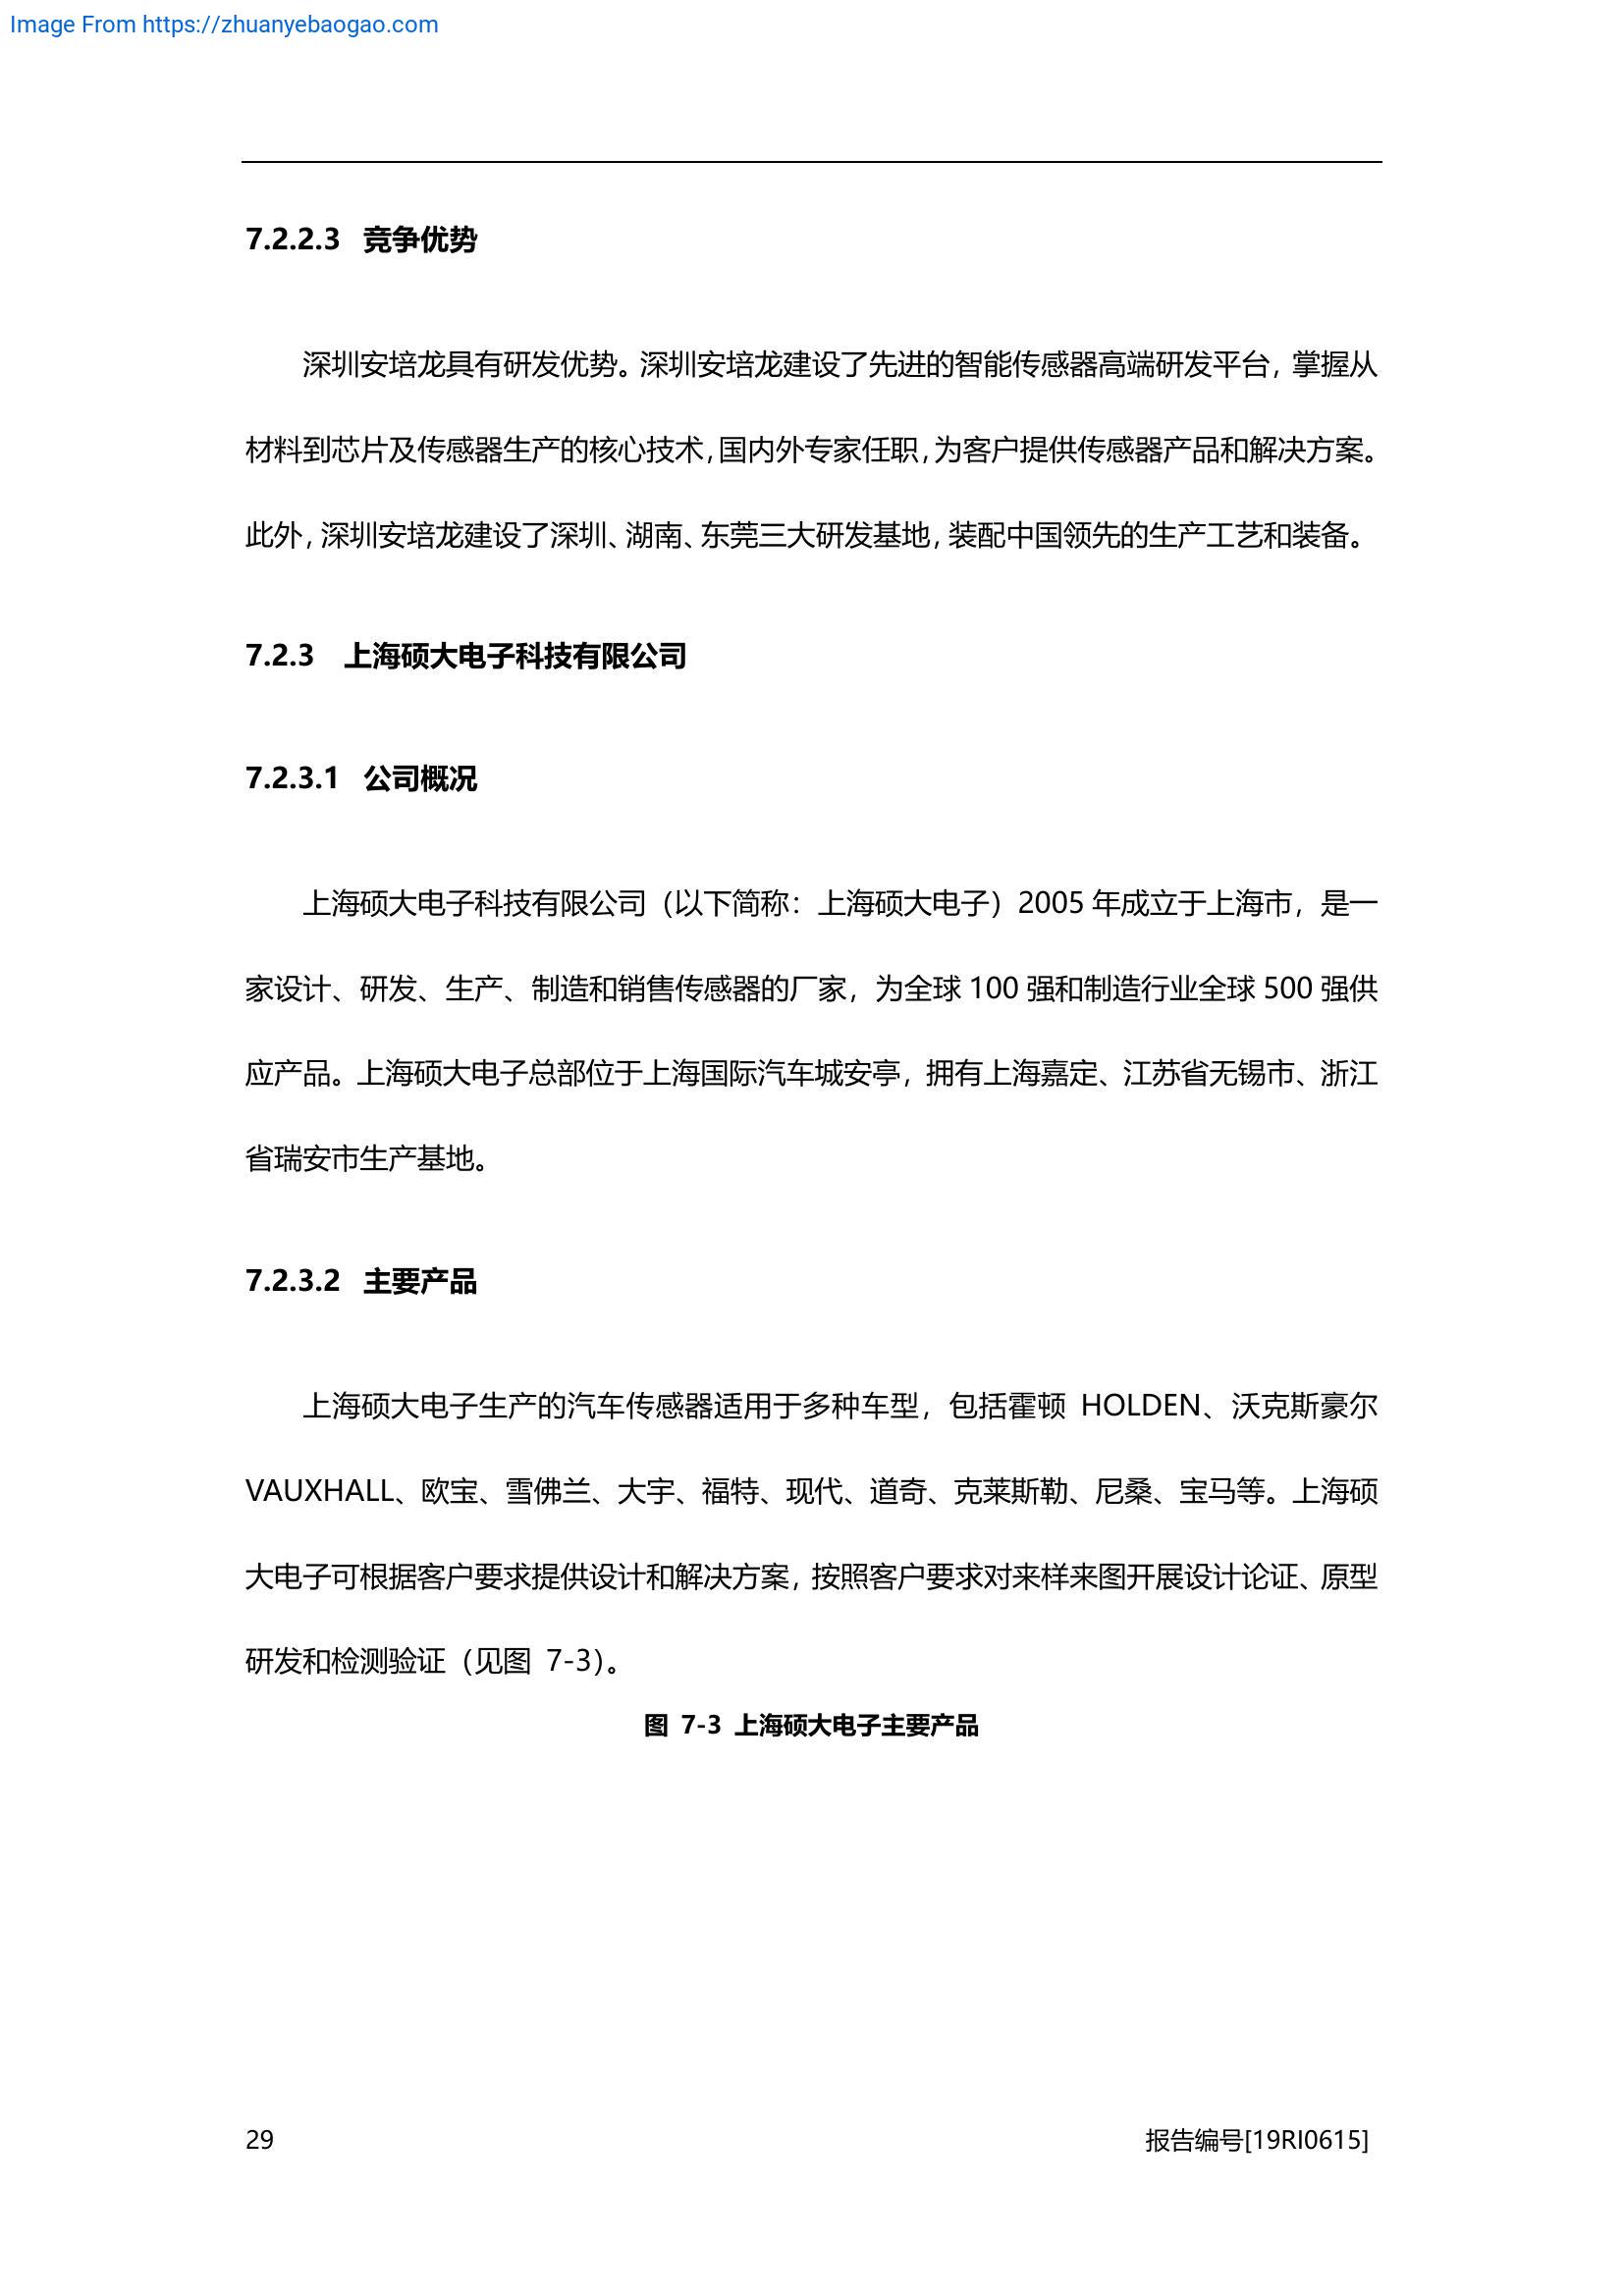 Image From https://zhuanyebaogao.com
7.2.2.3 竞争优势
深圳安培龙具有研发优势。深圳安培龙建设了先进的智能传感器高端研发平台，掌握从
材料到芯片及传感器生产的核心技术，国内外专家任职，为客户提供传感器产品和解决方案。
此外，深圳安培龙建设了深圳、湖南、东莞三大研发基地，装配中国领先的生产工艺和装备。
7.2.3 上海硕大电子科技有限公司
7.2.3.1 公司概况
上海硕大电子科技有限公司（以下简称：上海硕大电子）2005 年成立于上海市，是一
家设计、研发、生产、制造和销售传感器的厂家，为全球 100 强和制造行业全球 500 强供
应产品。上海硕大电子总部位于上海国际汽车城安亭，拥有上海嘉定、江苏省无锡市、浙江
省瑞安市生产基地。
7.2.3.2 主要产品
上海硕大电子生产的汽车传感器适用于多种车型，包括霍顿 HOLDEN、沃克斯豪尔
VAUXHALL、欧宝、雪佛兰、大宇、福特、现代、道奇、克莱斯勒、尼桑、宝马等。上海硕
大电子可根据客户要求提供设计和解决方案，按照客户要求对来样来图开展设计论证、原型
研发和检测验证（见图 7-3）。
图 7-3 上海硕大电子主要产品
29 报告编号[19RI0615]